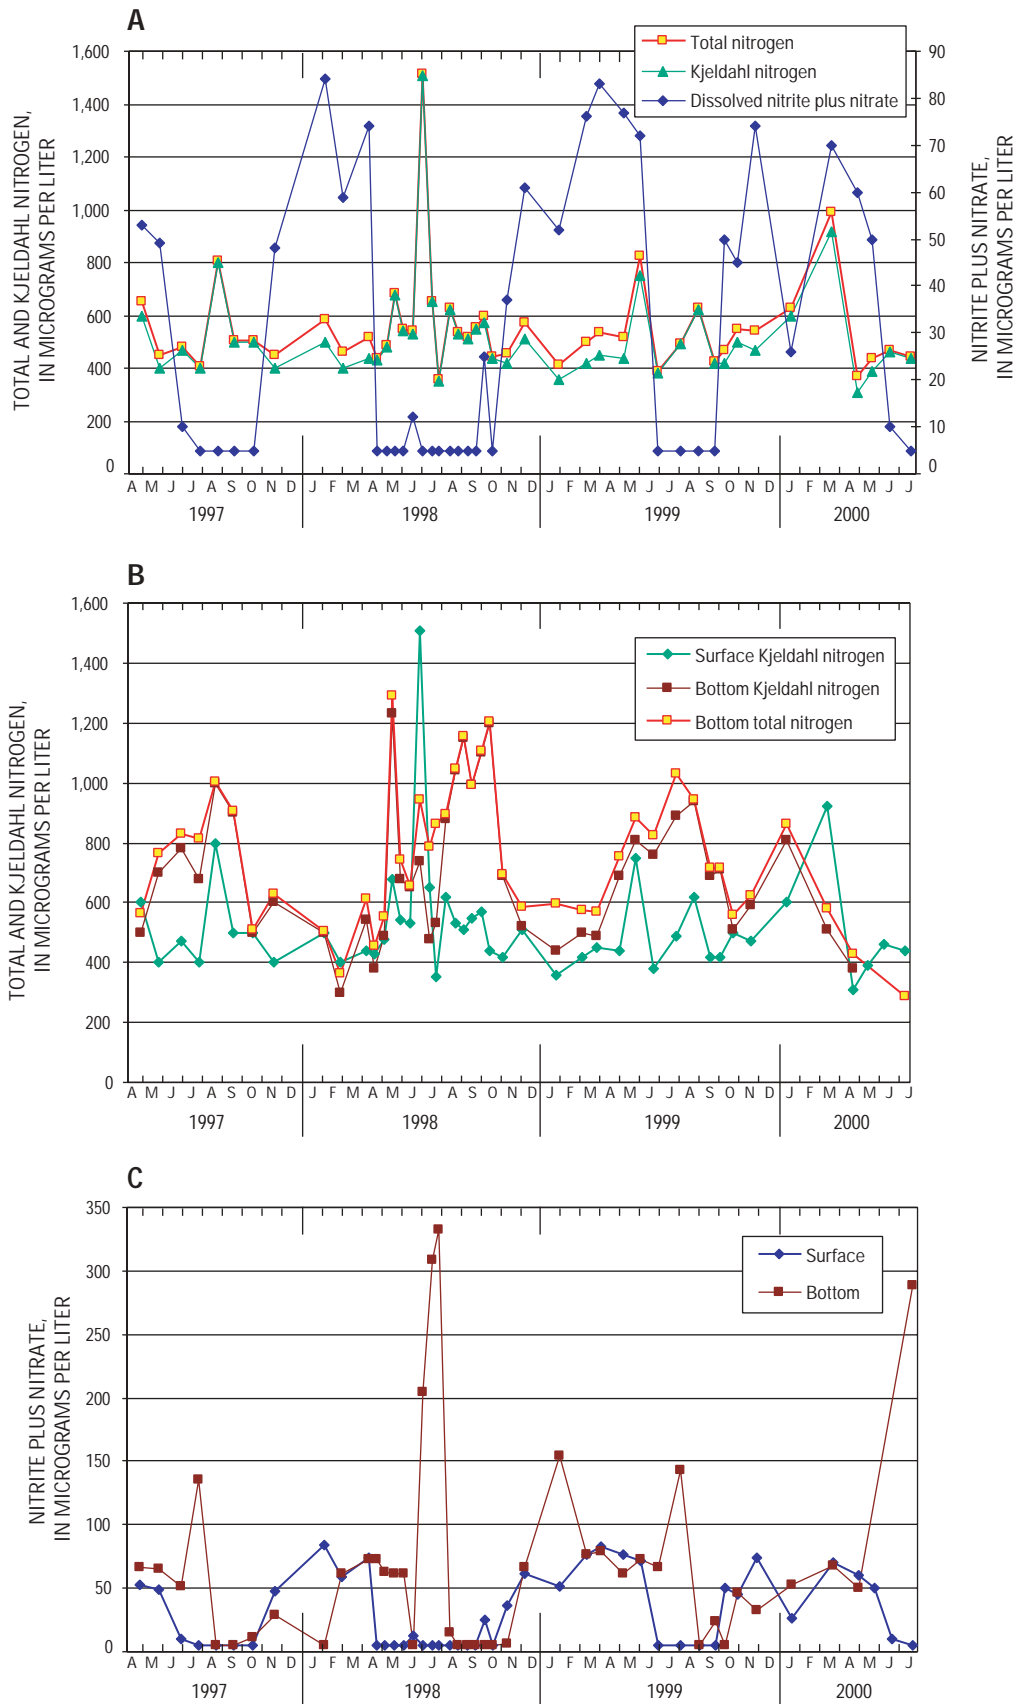 A
1,600
1,400
1,200
1,000
800
600
400
200
0
90
80
70
60
50
40
30
20
10
0
TOTAL AND KJELDAHL NITROGEN,
IN MICROGRAMS PER LITER
NITRITE PLUS NITRATE,
IN MICROGRAMS PER LITER
Total nitrogen
Kjeldahl nitrogen
Dissolved nitrite plus nitrate
A M J J A S O N D J F M A M J J A S O N D J F M A M J J A S O N D J F M A M J J
1997 1998 1999 2000
B
1,600
1,400
1,200
1,000
800
600
400
200
0
TOTAL AND KJELDAHL NITROGEN,
IN MICROGRAMS PER LITER
Surface Kjeldahl nitrogen
Bottom Kjeldahl nitrogen
Bottom total nitrogen
A M J J A S O N D J F M A M J J A S O N D J F M A M J J A S O N D J F M A M J J
1997 1998 1999 2000
C
350
300
250
200
150
100
50
0
NITRITE PLUS NITRATE,
IN MICROGRAMS PER LITER
Surface
Bottom
A M J J A S O N D J F M A M J J A S O N D J F M A M J J A S O N D J F M A M J J
1997 1998 1999 2000